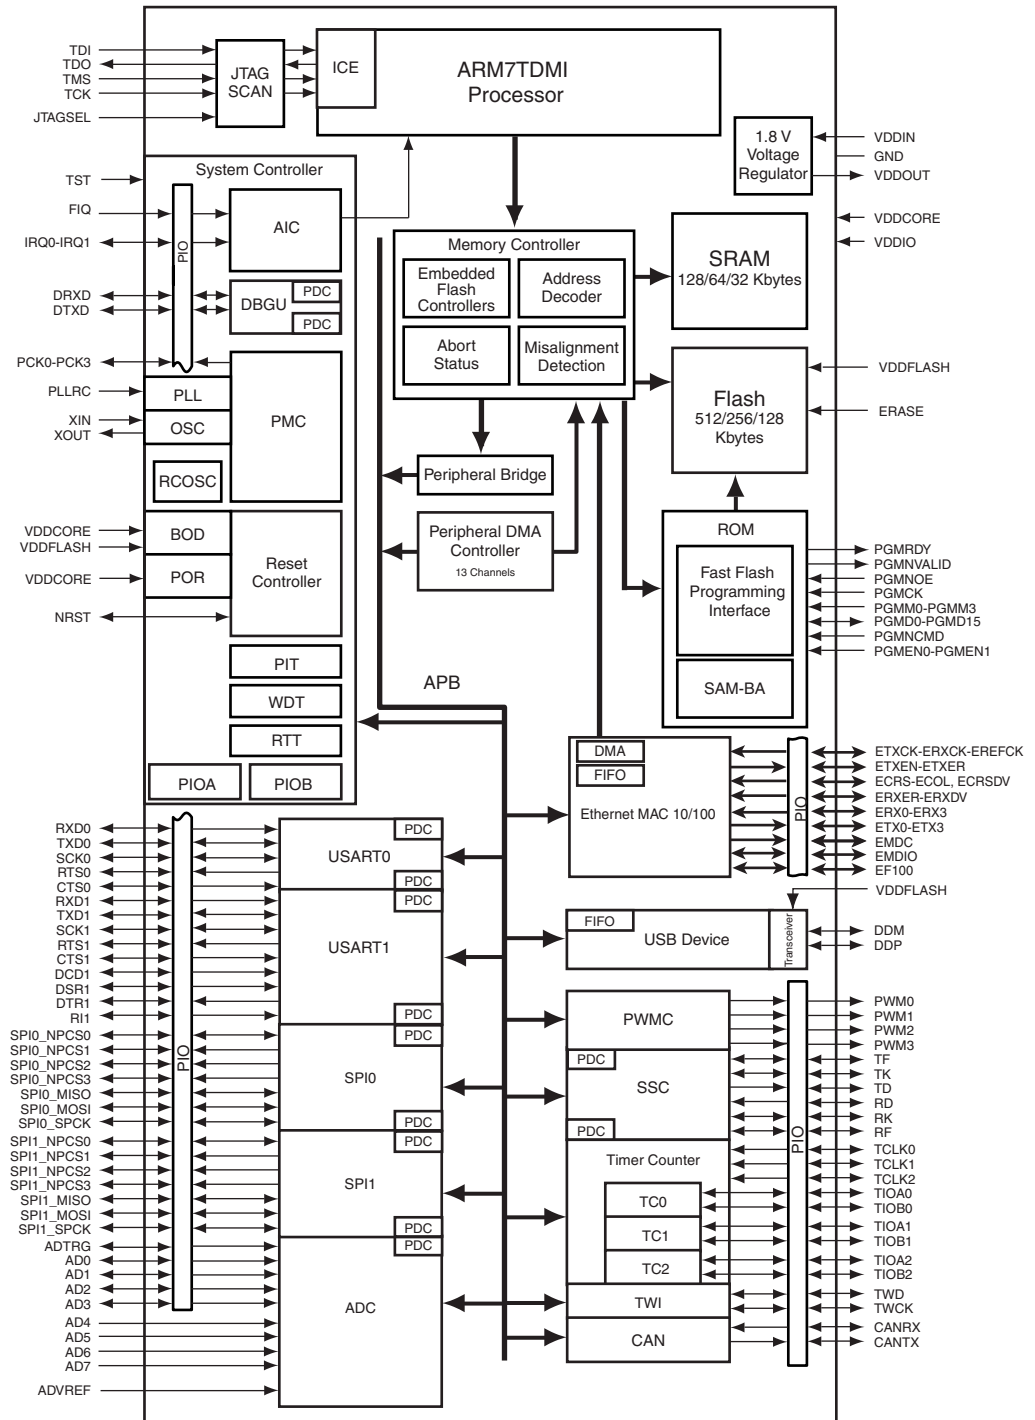 TDI
TDO
TMS
TCK
JTAGSEL
JTAG
SCAN
ICE
ARM7TDMI
Processor
1.8 V
Voltage
Regulator
VDDIN
GND
VDDOUT
VDDCORE
VDDIO
System Controller
TST
FIQ
IRQ0-IRQ1
PIO
AIC
DRXD
DTXD
DBGU
PDC
PDC
PCK0-PCK3
PLLRC
PLL
XIN
XOUT
OSC
PMC
RCOSC
VDDCORE
VDDFLASH
BOD
VDDCORE
POR
Reset
Controller
NRST
PIT
WDT
RTT
PIOA
PIOB
Memory Controller
Embedded
Flash
Controllers
Address
Decoder
Abort
Status
Misalignment
Detection
SRAM
128/64/32 Kbytes
Flash
512/256/128
Kbytes
VDDFLASH
ERASE
Peripheral Bridge
Peripheral DMA
Controller
13 Channels
ROM
Fast Flash
Programming
Interface
SAM-BA
PGMRDY
PGMNVALID
PGMNOE
PGMCK
PGMM0-PGMM3
PGMD0-PGMD15
PGMNCMD
PGMEN0-PGMEN1
APB
DMA
FIFO
Ethernet MAC 10/100
PIO
ETXCK-ERXCK-EREFCK
ETXEN-ETXER
ECRS-ECOL, ECRSDV
ERXER-ERXDV
ERX0-ERX3
ETX0-ETX3
EMDC
EMDIO
EF100
VDDFLASH
FIFO
USB Device
Transceiver
DDM
DDP
RXD0
TXD0
SCK0
RTS0
CTS0
RXD1
TXD1
SCK1
RTS1
CTS1
DCD1
DSR1
DTR1
RI1
SPI0_NPCS0
SPI0_NPCS1
SPI0_NPCS2
SPI0_NPCS3
SPI0_MISO
SPI0_MOSI
SPI0_SPCK
SPI1_NPCS0
SPI1_NPCS1
SPI1_NPCS2
SPI1_NPCS3
SPI1_MISO
SPI1_MOSI
SPI1_SPCK
ADTRG
AD0
AD1
AD2
AD3
AD4
AD5
AD6
AD7
ADVREF
PIO
PDC
USART0
PDC
PDC
USART1
PDC
PDC
SPI0
PDC
PDC
SPI1
PDC
PDC
ADC
PWMC
PDC
SSC
PDC
Timer Counter
TC0
TC1
TC2
TWI
CAN
PIO
PWM0
PWM1
PWM2
PWM3
TF
TK
TD
RD
RK
RF
TCLK0
TCLK1
TCLK2
TIOA0
TIOB0
TIOA1
TIOB1
TIOA2
TIOB2
TWD
TWCK
CANRX
CANTX